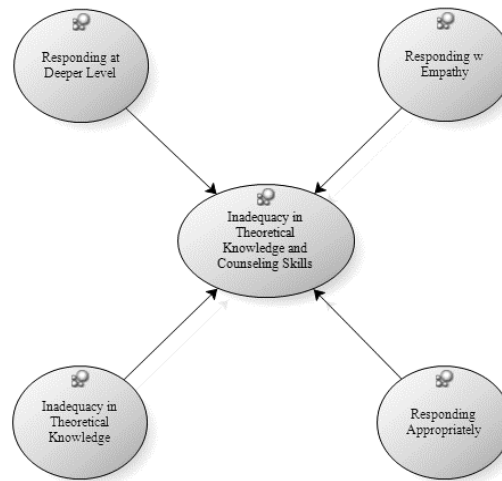 Responding at
Deeper Level
Responding w
Empathy
Inadequacy in
Theoretical
Knowledge and
Counseling Skills
Inadequacy in
Theoretical
Knowledge
Responding
Appropriately